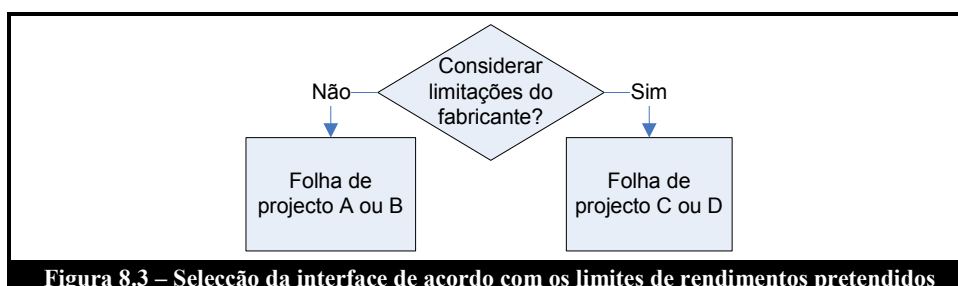 Considerar
limitações do
fabricante?
Não
Sim
Folha de
projecto A ou B
Folha de
projecto C ou D
Figura 8.3 – Selecção da interface de acordo com os limites de rendimentos pretendidos